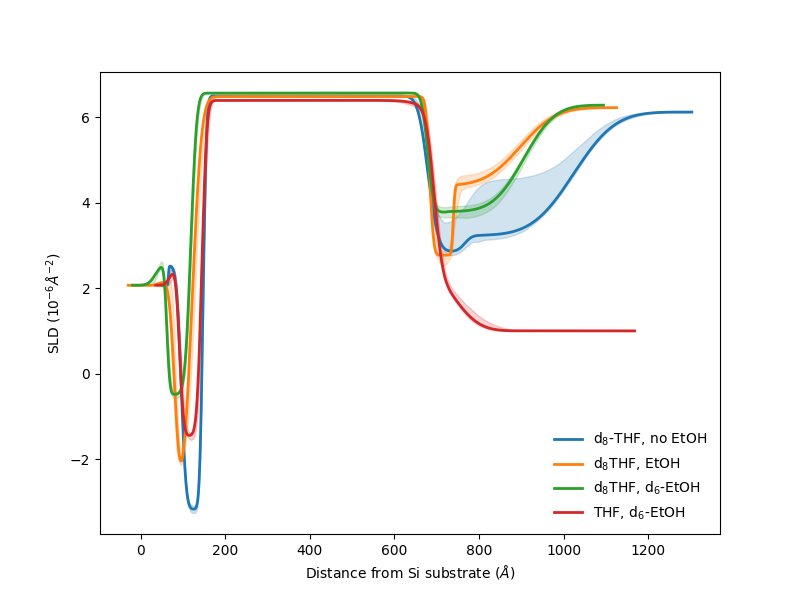 6
4
2
0
−2
SLD (10⁻⁶Å⁻²)
d₈-THF, no EtOH
d₈THF, EtOH
d₈THF, d₆-EtOH
THF, d₆-EtOH
0 200 400 600 800 1000 1200
Distance from Si substrate (Å)